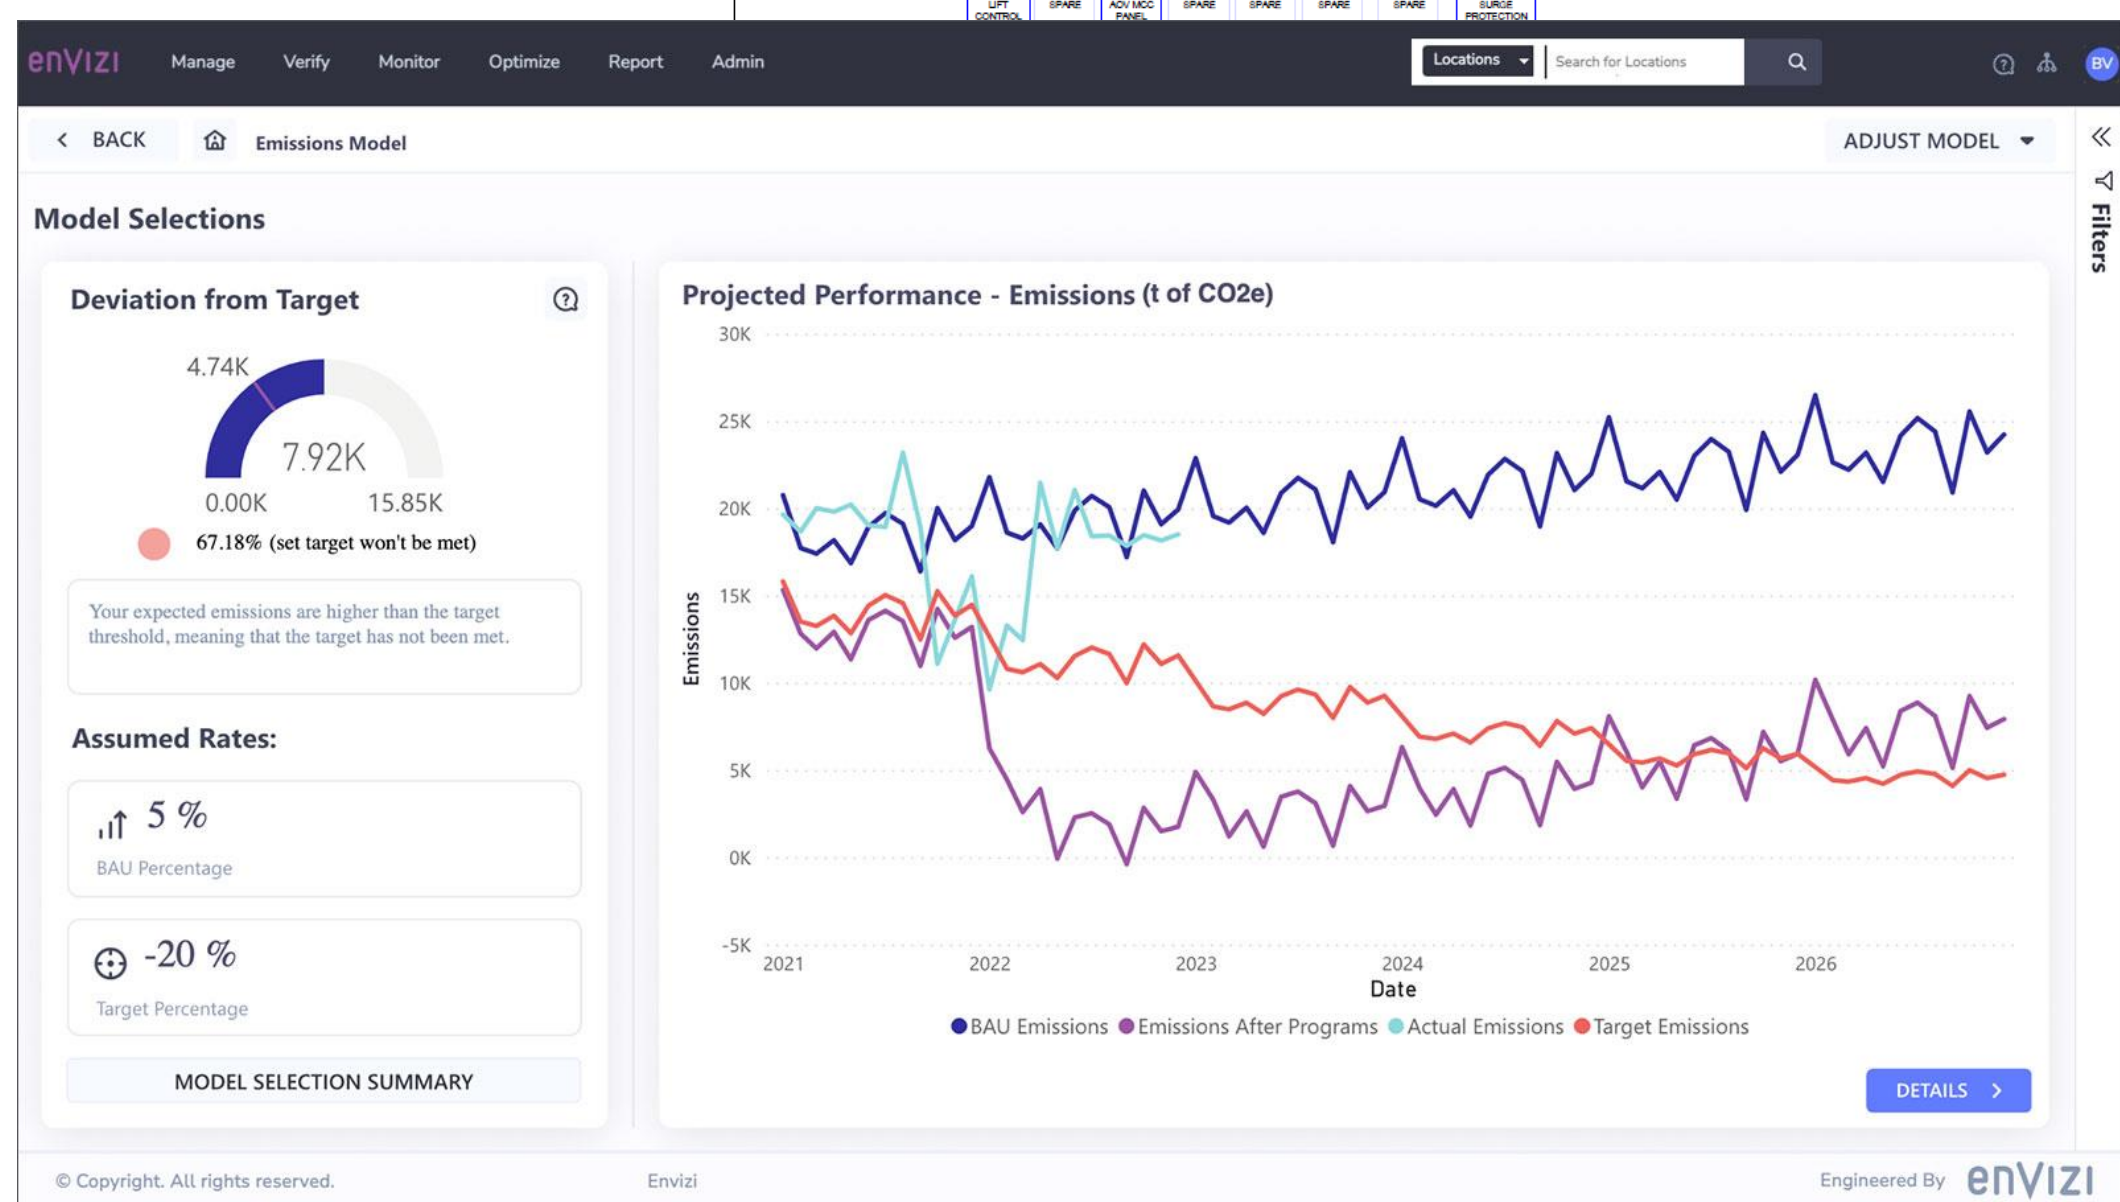 LIFT CONTROL
SPARE
AOV MCC PANEL
SPARE
SPARE
SPARE
SPARE
SURGE PROTECTION
enVIZI
Manage Verify Monitor Optimize Report Admin
Locations Search for Locations
BV
BACK Emissions Model ADJUST MODEL
Filters
Model Selections
Deviation from Target
4.74K
7.92K
0.00K 15.85K
67.18% (set target won't be met)
Your expected emissions are higher than the target
threshold, meaning that the target has not been met.
Assumed Rates:
5 %
BAU Percentage
-20 %
Target Percentage
MODEL SELECTION SUMMARY
Projected Performance - Emissions (t of CO2e)
30K
25K
20K
15K
10K
5K
0K
-5K
Emissions
2021 2022 2023 2024 2025 2026
Date
BAU Emissions Emissions After Programs Actual Emissions Target Emissions
DETAILS
© Copyright. All rights reserved. Envizi Engineered By enVIZI